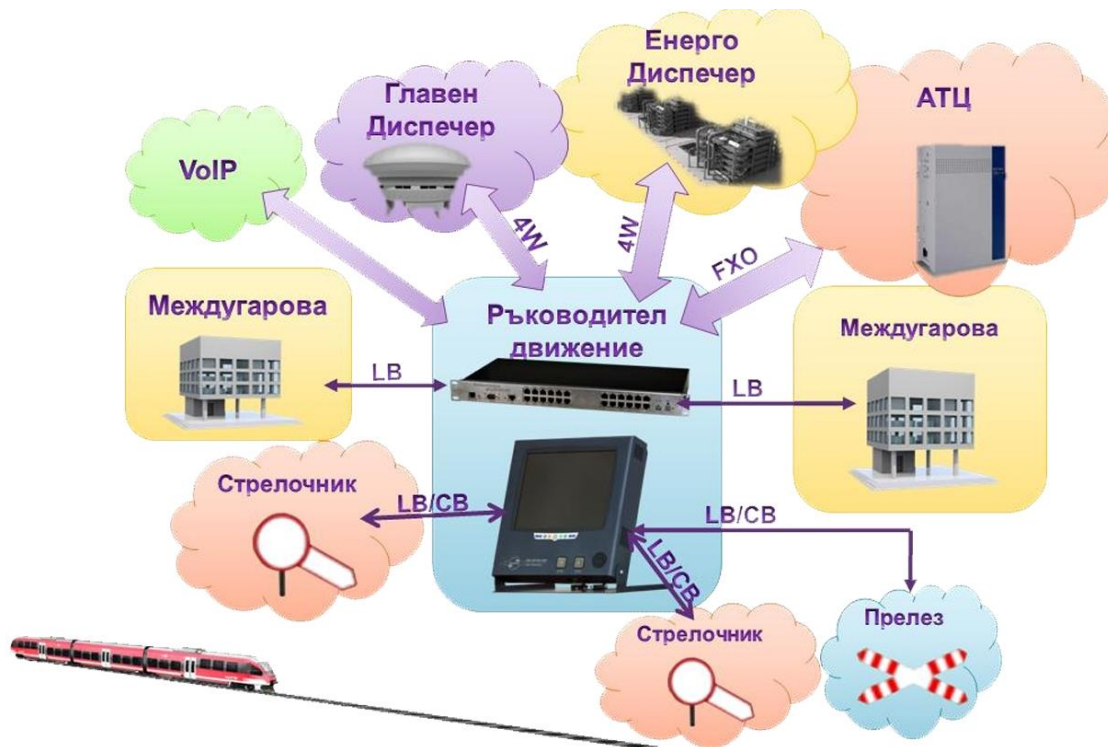 Енерго
Диспечер
Главен
Диспечер
АТЦ
VoIP
4W
4W
FXO
Междугарова
Ръководител
движение
Междугарова
LB
LB
Стрелочник
LB/CB
LB/CB
LB/CB
Стрелочник
Прелез